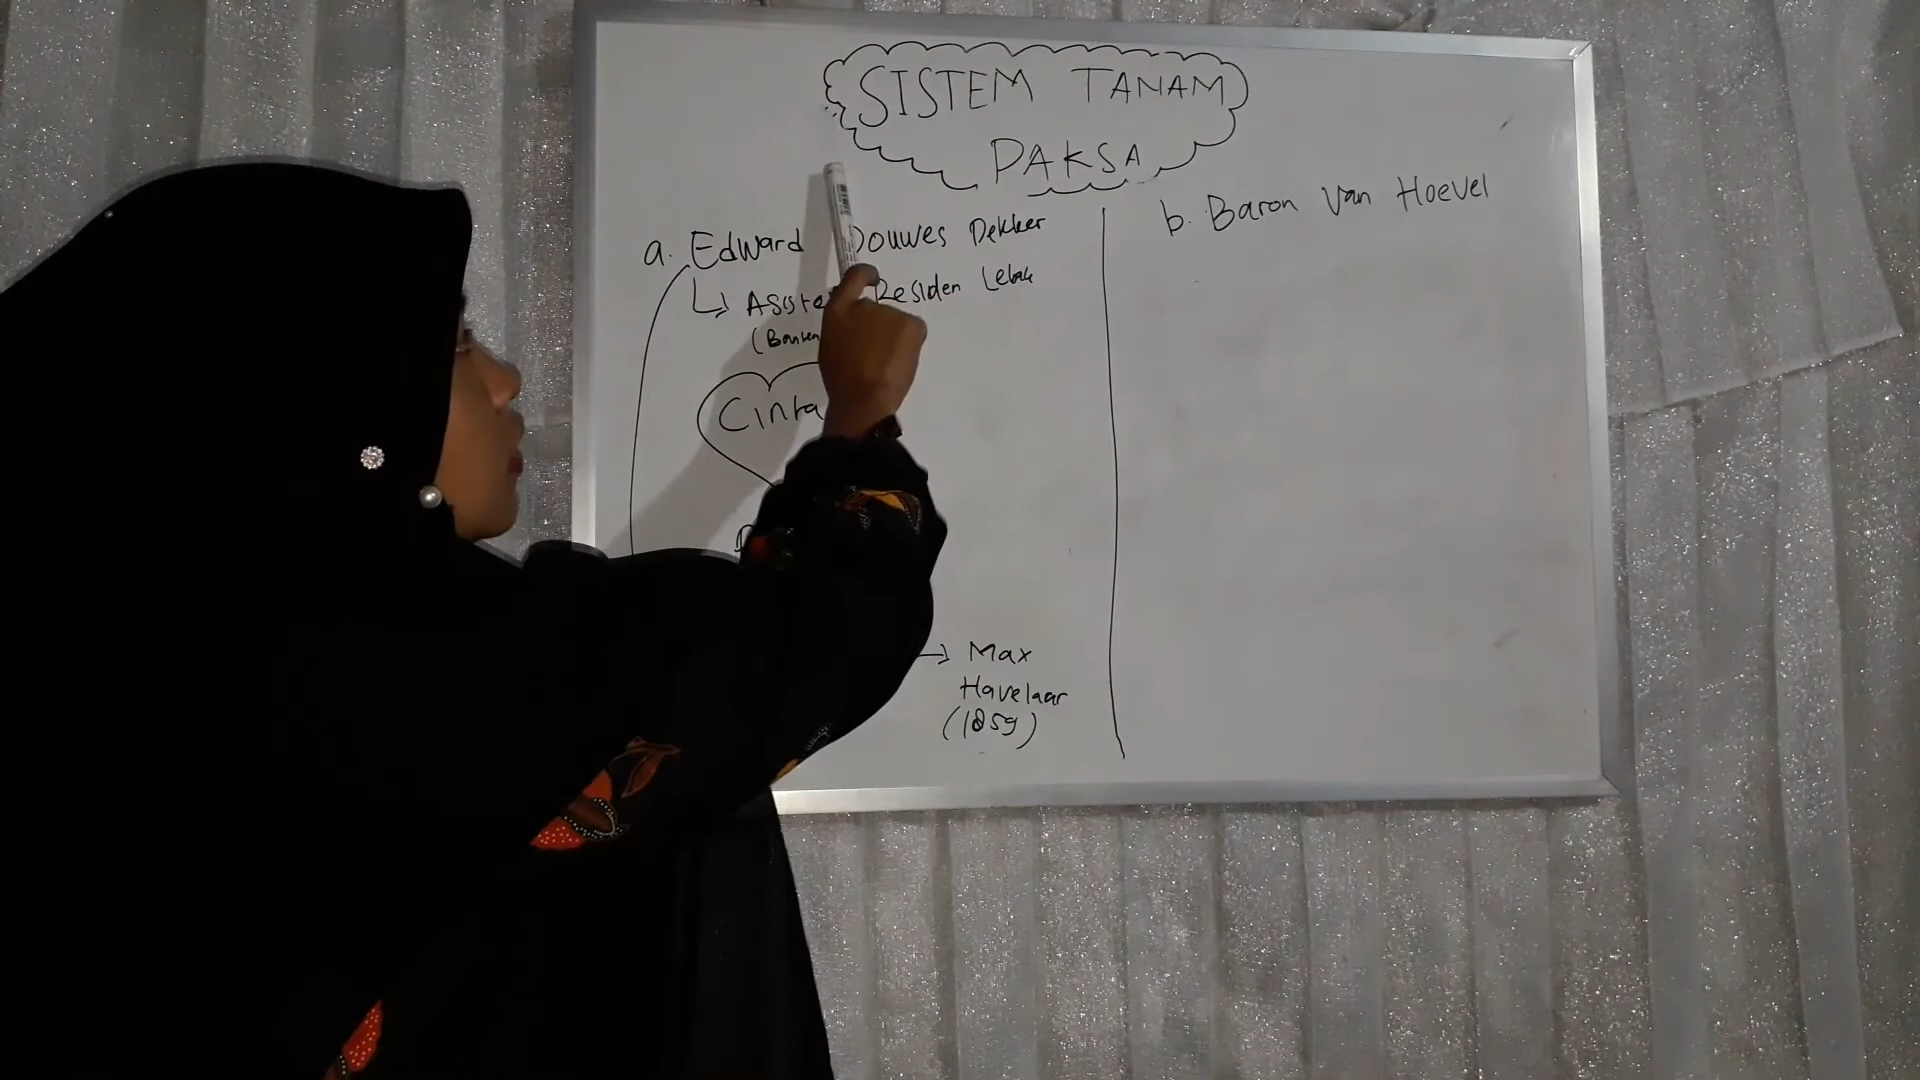 SISTEM TANAM
PAKSA
a. Edward Douwes Dekker
Residen Lebak
Cinta
→ Max
Havelaar
(1859)
b. Baron Van Hoevel